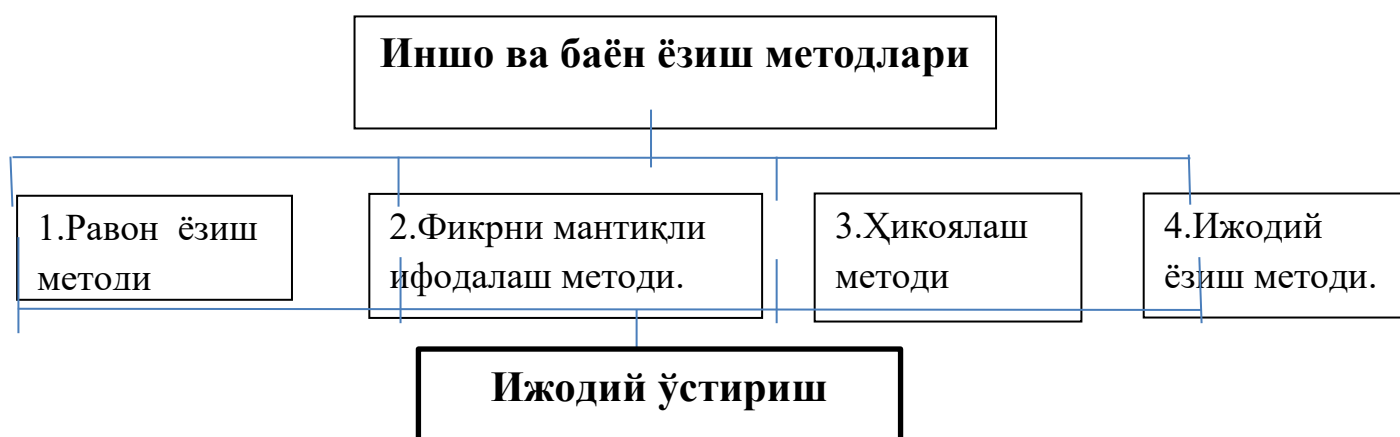 Иншо ва баён ёзиш методлари
1.Равон ёзиш
методи
2.Фикрни мантиқли
ифодалаш методи.
3.Ҳикоялаш
методи
4.Ижодий
ёзиш методи.
Ижодий ўстириш